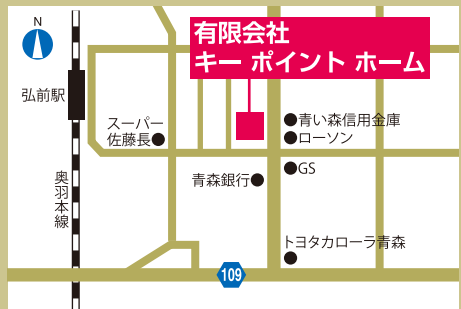 有限会社
キー ポイント ホーム
N
弘前駅
スーパー
佐藤長
青い森信用金庫
ローソン
GS
青森銀行
奥羽本線
トヨタカローラ青森
109